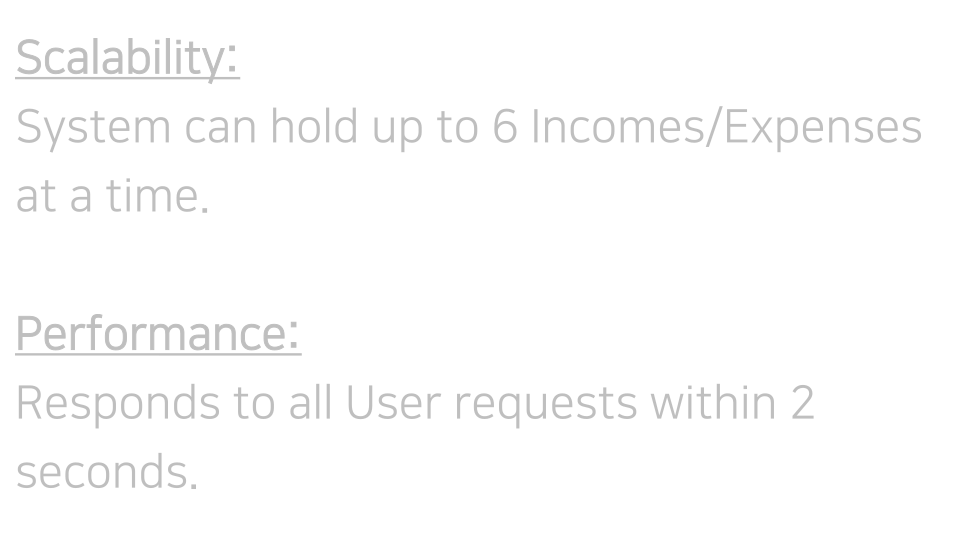 Scalability:
System can hold up to 6 Incomes/Expenses
at a time.
Performance:
Responds to all User requests within 2
seconds.